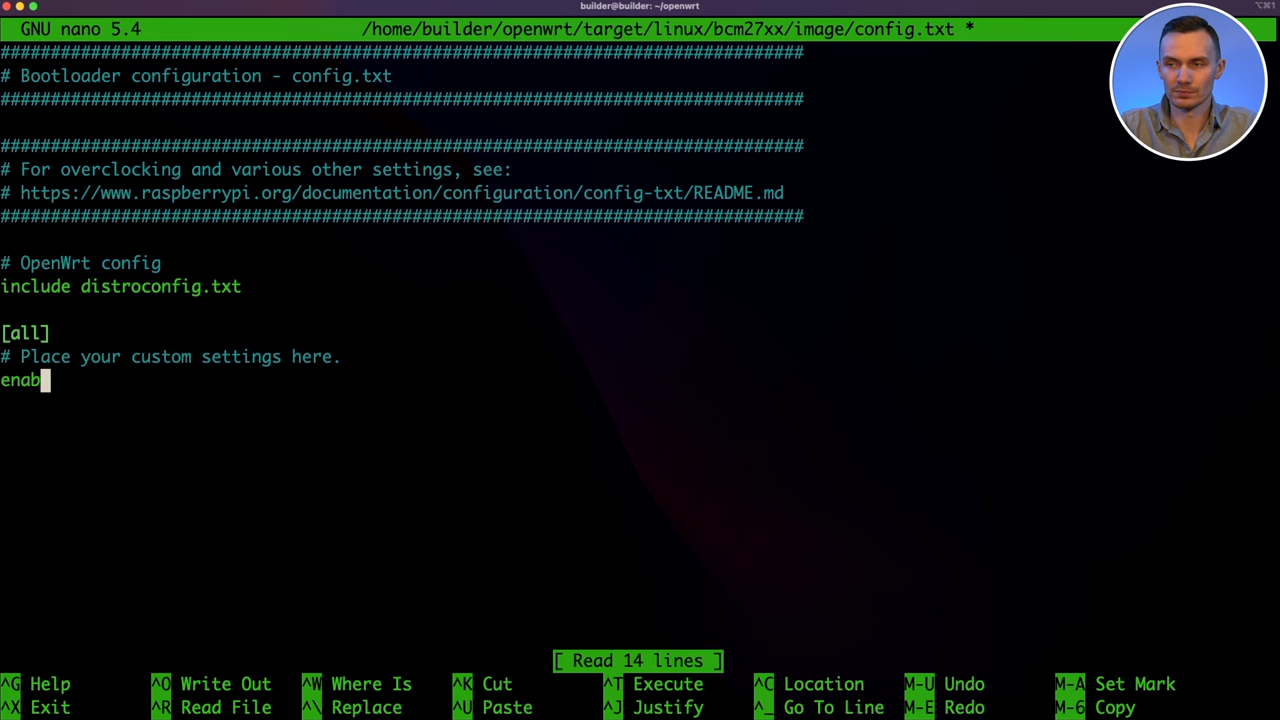 builder@builder: ~/openwrt
⌥⌘1
GNU nano 5.4 /home/builder/openwrt/target/linux/bcm27xx/image/config.txt *
################################################################################
# Bootloader configuration - config.txt
################################################################################
################################################################################
# For overclocking and various other settings, see:
# https://www.raspberrypi.org/documentation/configuration/config-txt/README.md
################################################################################
# OpenWrt config
include distroconfig.txt
[all]
# Place your custom settings here.
enab
[ Read 14 lines ]
^G Help ^O Write Out ^W Where Is ^K Cut ^T Execute ^C Location M-U Undo M-A Set Mark
^X Exit ^R Read File ^\ Replace ^U Paste ^J Justify ^_ Go To Line M-E Redo M-6 Copy